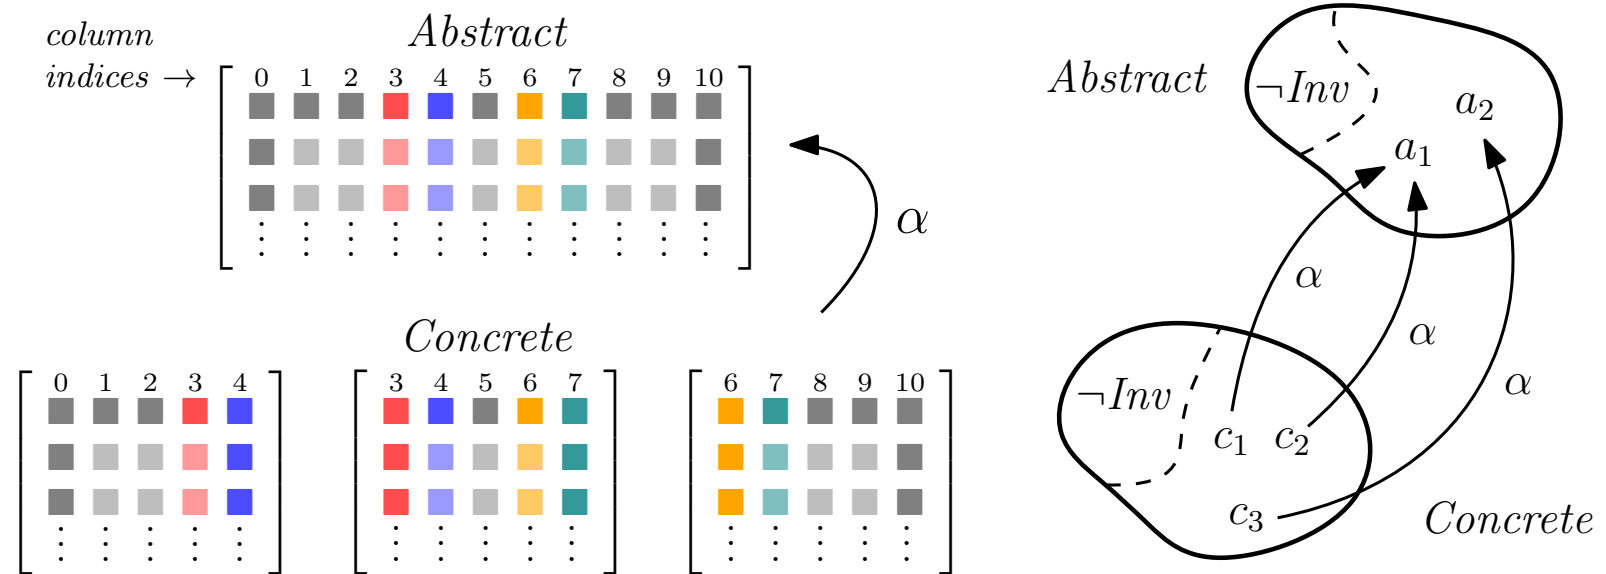 column
indices →
Abstract
0 1 2 3 4 5 6 7 8 9 10
α
Concrete
0 1 2 3 4
3 4 5 6 7
6 7 8 9 10
Abstract
¬Inv
a₂
a₁
α
α
α
¬Inv
c₁ c₂
c₃
Concrete